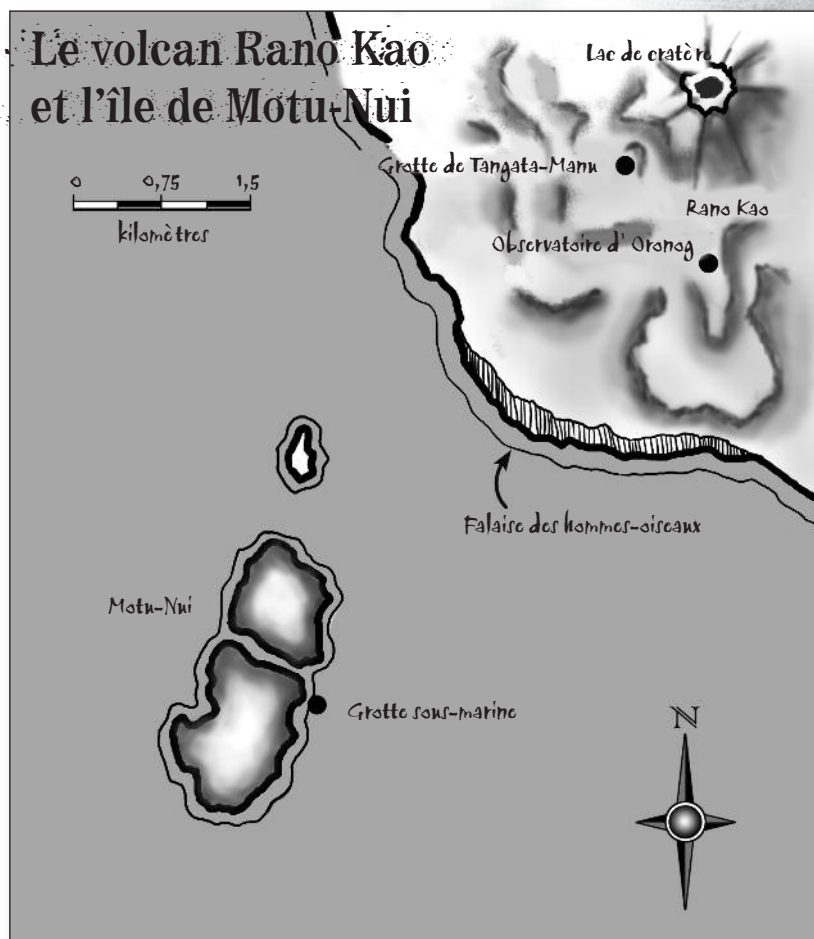 Le volcan Rano Kao
et l'île de Motu-Nui
0 0,75 1,5
kilomètres
Lac de cratère
Grotte de Tangata-Manu
Rano Kao
Observatoire d' Oronog
Falaise des hommes-oiseaux
Motu-Nui
Grotte sous-marine
N